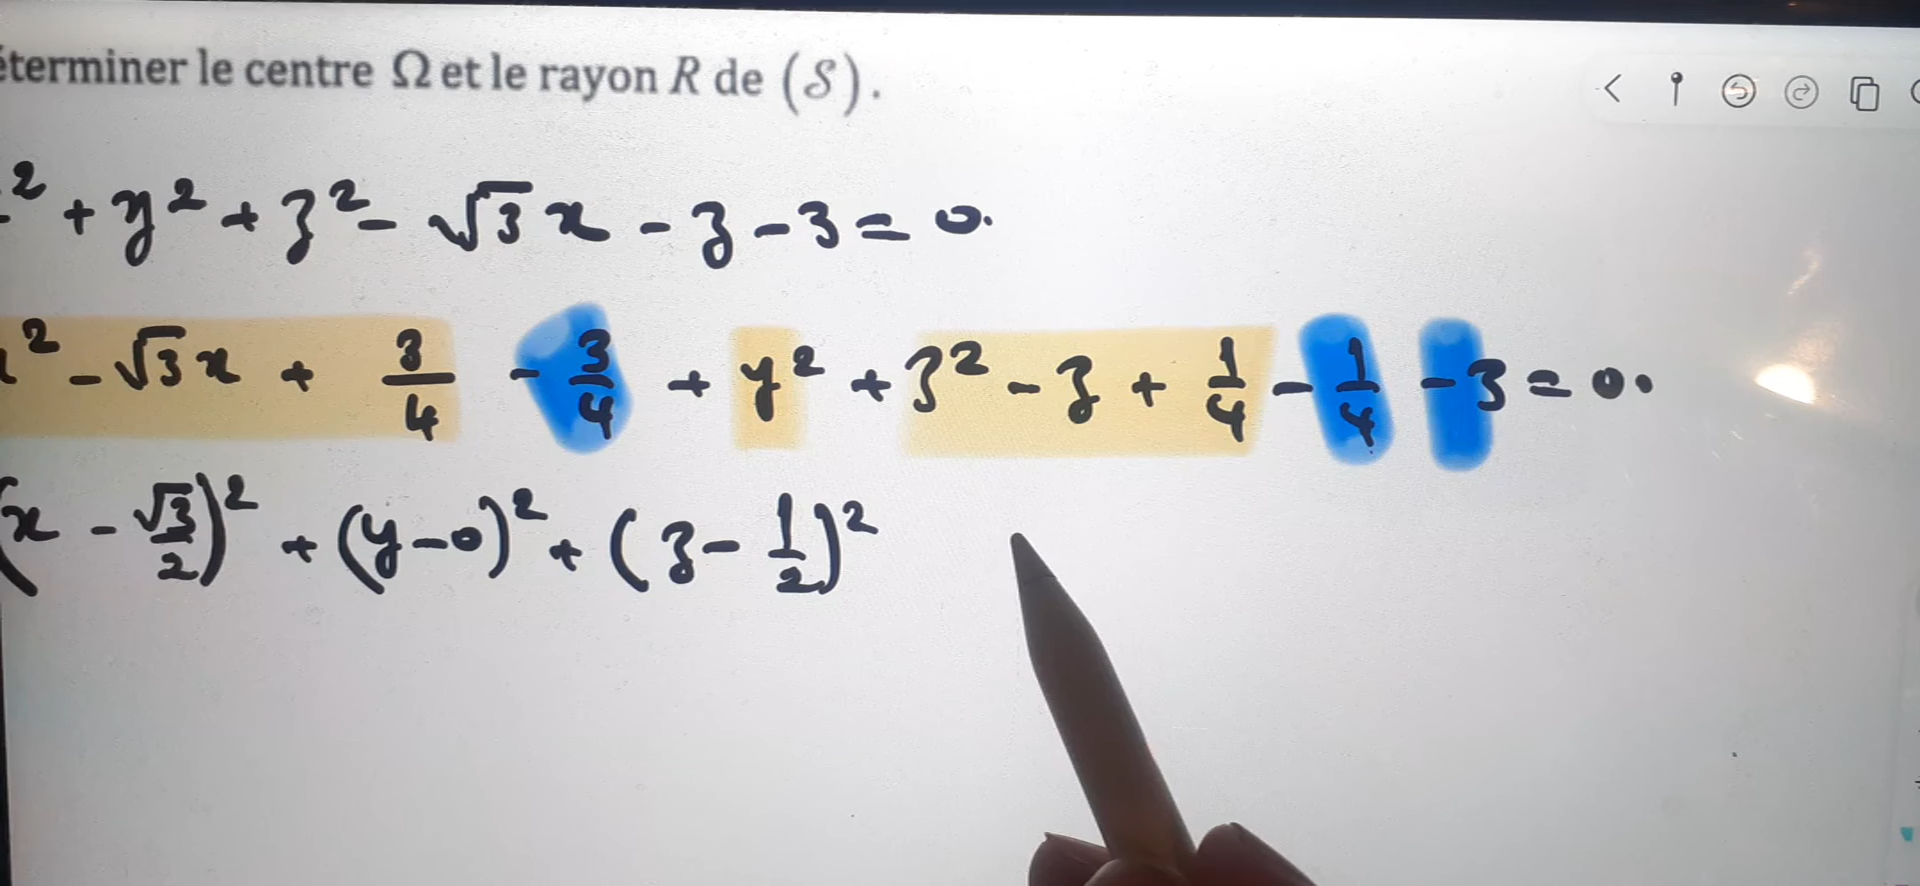 éterminer le centre Ω et le rayon R de (𝒮).
² + y² + z² - √3 x - z - 3 = 0.
x² - √3 x + 3/4 - 3/4 + y² + z² - z + 1/4 - 1/4 - 3 = 0.
(x - √3/2)² + (y - 0)² + (z - 1/2)²